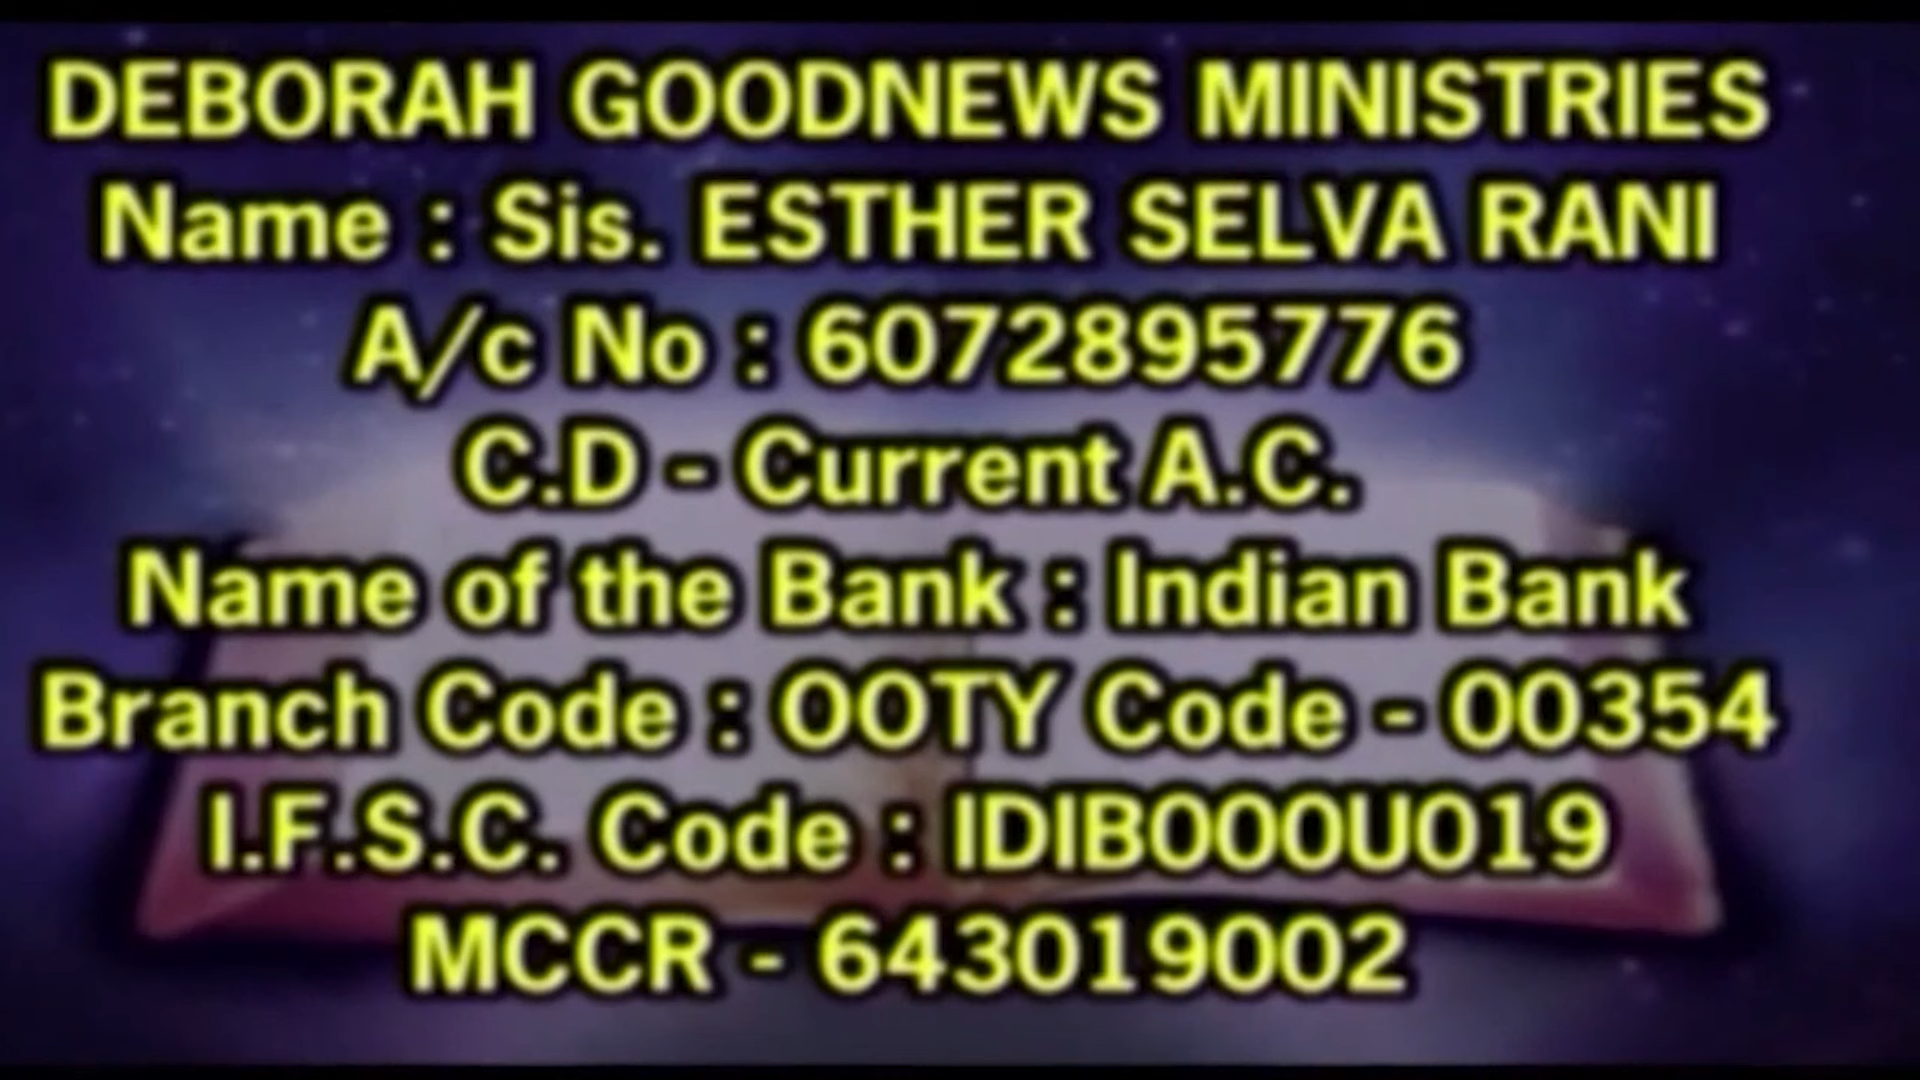 DEBORAH GOODNEWS MINISTRIES
Name : Sis. ESTHER SELVA RANI
A/c No : 6072895776
C.D - Current A.C.
Name of the Bank : Indian Bank
Branch Code : OOTY Code - 00354
I.F.S.C. Code : IDIB000U019
MCCR - 643019002